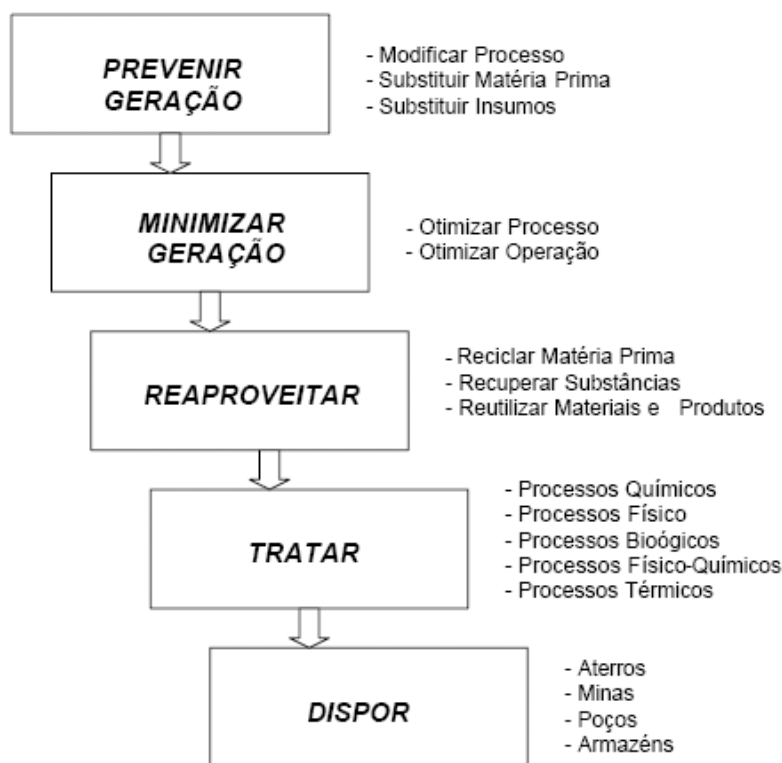 PREVENIR
GERAÇÃO
- Modificar Processo
- Substituir Matéria Prima
- Substituir Insumos
MINIMIZAR
GERAÇÃO
- Otimizar Processo
- Otimizar Operação
REAPROVEITAR
- Reciclar Matéria Prima
- Recuperar Substâncias
- Reutilizar Materiais e Produtos
TRATAR
- Processos Químicos
- Processos Físico
- Processos Bioógicos
- Processos Físico-Químicos
- Processos Térmicos
DISPOR
- Aterros
- Minas
- Poços
- Armazéns